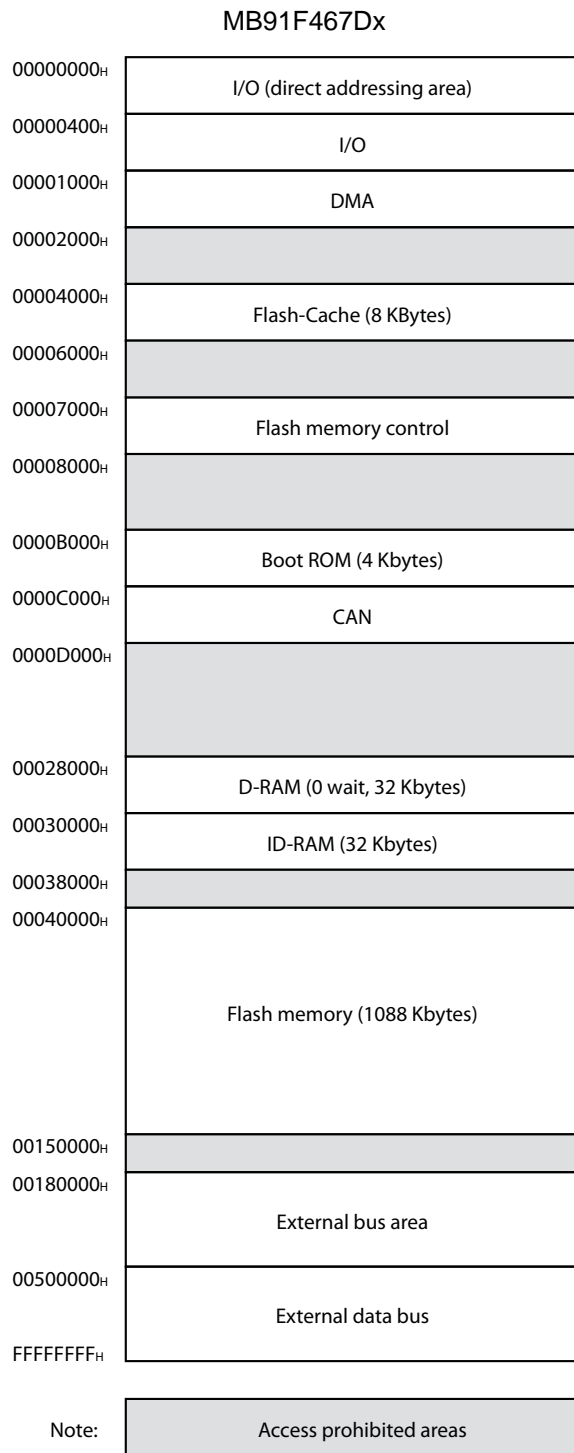 MB91F467Dx
00000000H
I/O (direct addressing area)
00000400H
I/O
00001000H
DMA
00002000H
00004000H
Flash-Cache (8 KBytes)
00006000H
00007000H
Flash memory control
00008000H
0000B000H
Boot ROM (4 Kbytes)
0000C000H
CAN
0000D000H
00028000H
D-RAM (0 wait, 32 Kbytes)
00030000H
ID-RAM (32 Kbytes)
00038000H
00040000H
Flash memory (1088 Kbytes)
00150000H
00180000H
External bus area
00500000H
External data bus
FFFFFFFFH
Note: Access prohibited areas